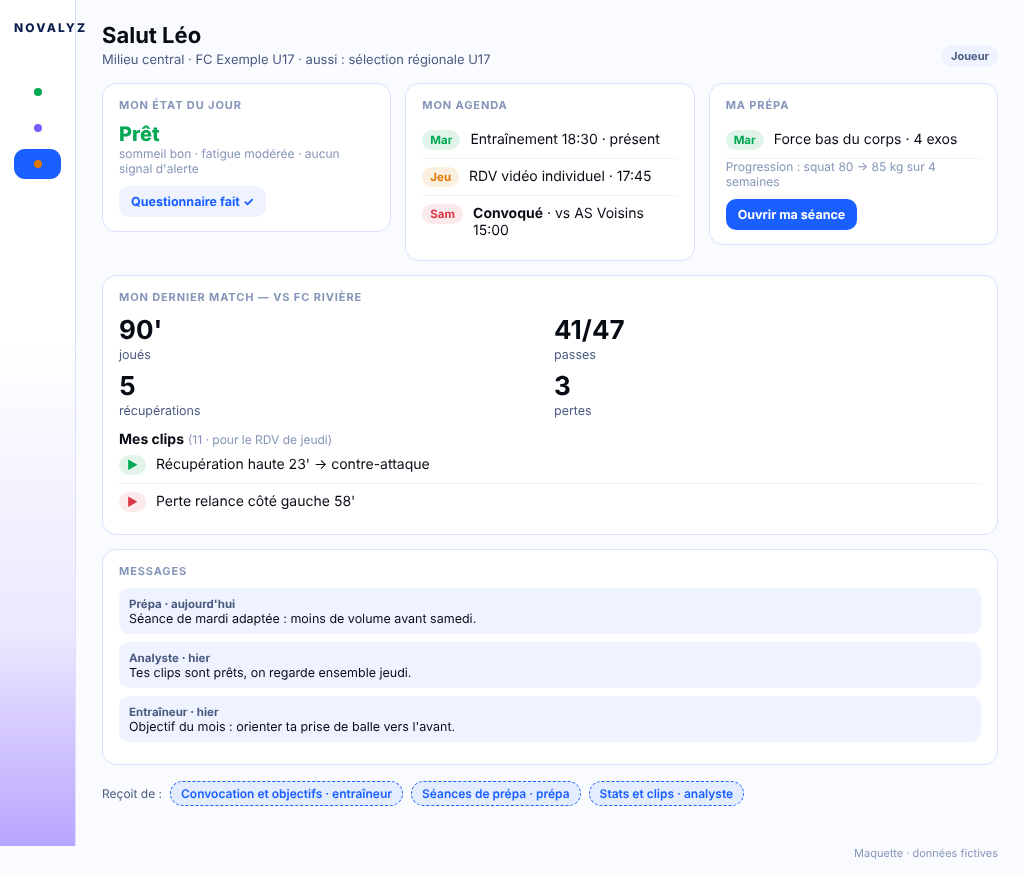 NOVALYZ
Salut Léo
Milieu central · FC Exemple U17 · aussi : sélection régionale U17
Joueur
MON ÉTAT DU JOUR
Prêt
sommeil bon · fatigue modérée · aucun
signal d'alerte
Questionnaire fait ✓
MON AGENDA
Mar Entraînement 18:30 · présent
Jeu RDV vidéo individuel · 17:45
Sam Convoqué · vs AS Voisins
15:00
MA PRÉPA
Mar Force bas du corps · 4 exos
Progression : squat 80 → 85 kg sur 4
semaines
Ouvrir ma séance
MON DERNIER MATCH — VS FC RIVIÈRE
90' 41/47
joués passes
5 3
récupérations pertes
Mes clips (11 · pour le RDV de jeudi)
▶ Récupération haute 23' → contre-attaque
▶ Perte relance côté gauche 58'
MESSAGES
Prépa · aujourd'hui
Séance de mardi adaptée : moins de volume avant samedi.
Analyste · hier
Tes clips sont prêts, on regarde ensemble jeudi.
Entraîneur · hier
Objectif du mois : orienter ta prise de balle vers l'avant.
Reçoit de : Convocation et objectifs · entraîneur Séances de prépa · prépa Stats et clips · analyste
Maquette · données fictives